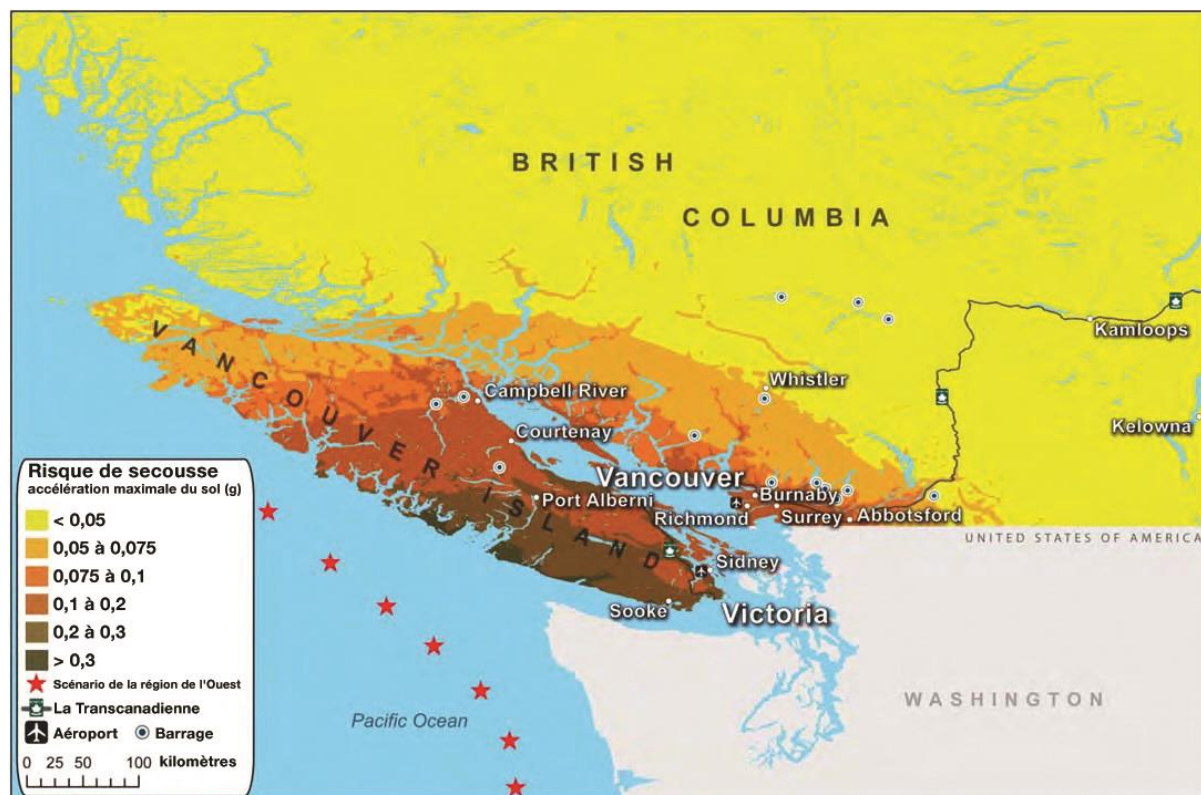 BRITISH
COLUMBIA
VANCOUVER ISLAND
Kamloops
Whistler
Campbell River
Kelowna
Courtenay
Vancouver
Burnaby
Port Alberni
Richmond
Surrey
Abbotsford
UNITED STATES OF AMERICA
Sidney
Sooke
Victoria
WASHINGTON
Pacific Ocean
Risque de secousse
accélération maximale du sol (g)
< 0,05
0,05 à 0,075
0,075 à 0,1
0,1 à 0,2
0,2 à 0,3
> 0,3
Scénario de la région de l'Ouest
La Transcanadienne
Aéroport
Barrage
0 25 50 100 kilomètres